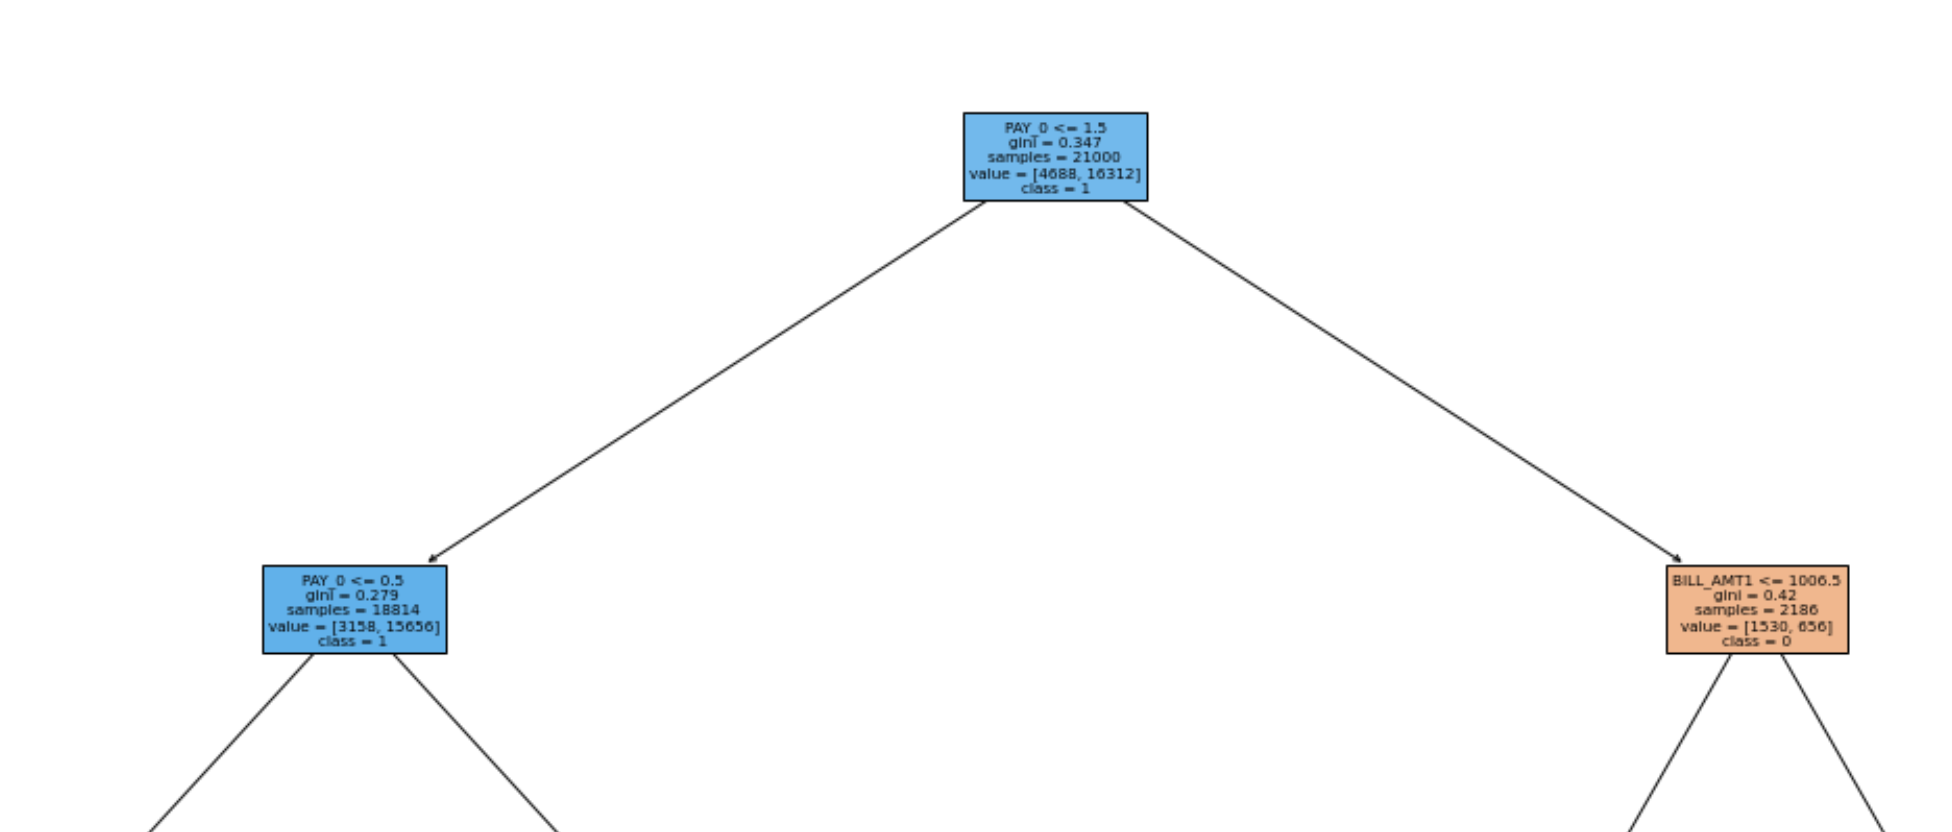 PAY_0 <= 1.5
gini = 0.347
samples = 21000
value = [4688, 16312]
class = 1
PAY_0 <= 0.5
gini = 0.279
samples = 18814
value = [3158, 15656]
class = 1
BILL_AMT1 <= 1006.5
gini = 0.42
samples = 2186
value = [1530, 656]
class = 0